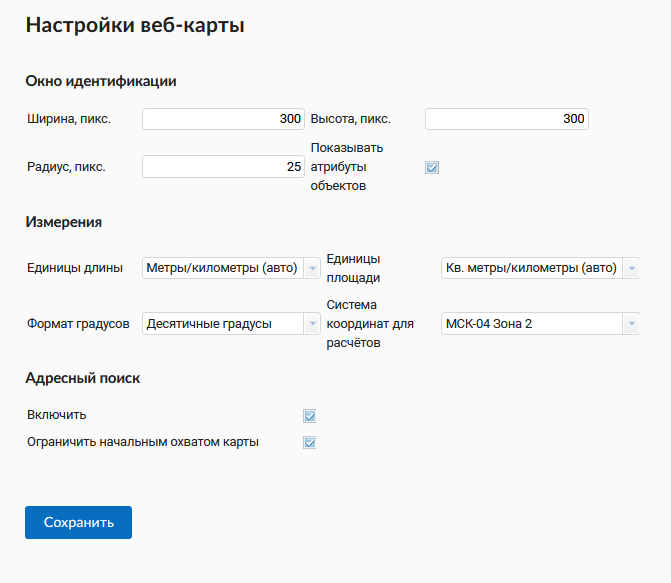 Настройки веб-карты
Окно идентификации
Ширина, пикс. 300 Высота, пикс. 300
Радиус, пикс. 25 Показывать
атрибуты
объектов
Измерения
Единицы длины Метры/километры (авто) Единицы
площади Кв. метры/километры (авто)
Формат градусов Десятичные градусы Система
координат для
расчётов МСК-04 Зона 2
Адресный поиск
Включить
Ограничить начальным охватом карты
Сохранить